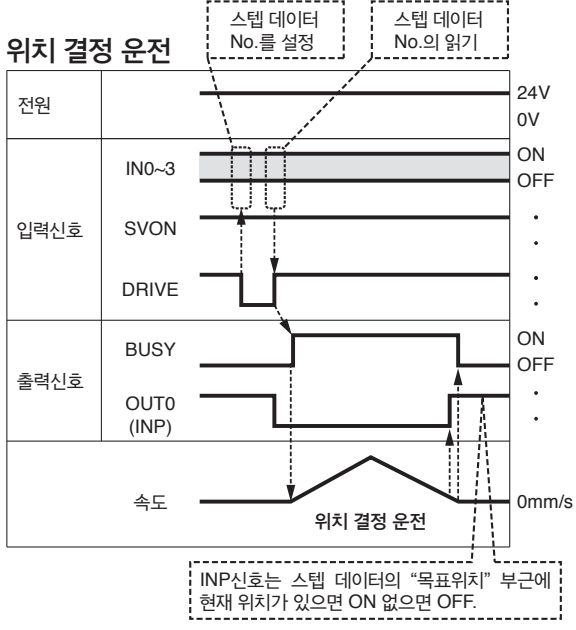 스텝 데이터
No.를 설정
스텝 데이터
No.의 읽기
위치 결정 운전
전원
24V
0V
입력신호
IN0~3
ON
OFF
SVON
DRIVE
출력신호
BUSY
ON
OFF
OUT0
(INP)
속도
0mm/s
위치 결정 운전
INP신호는 스텝 데이터의 “목표위치” 부근에
현재 위치가 있으면 ON 없으면 OFF.